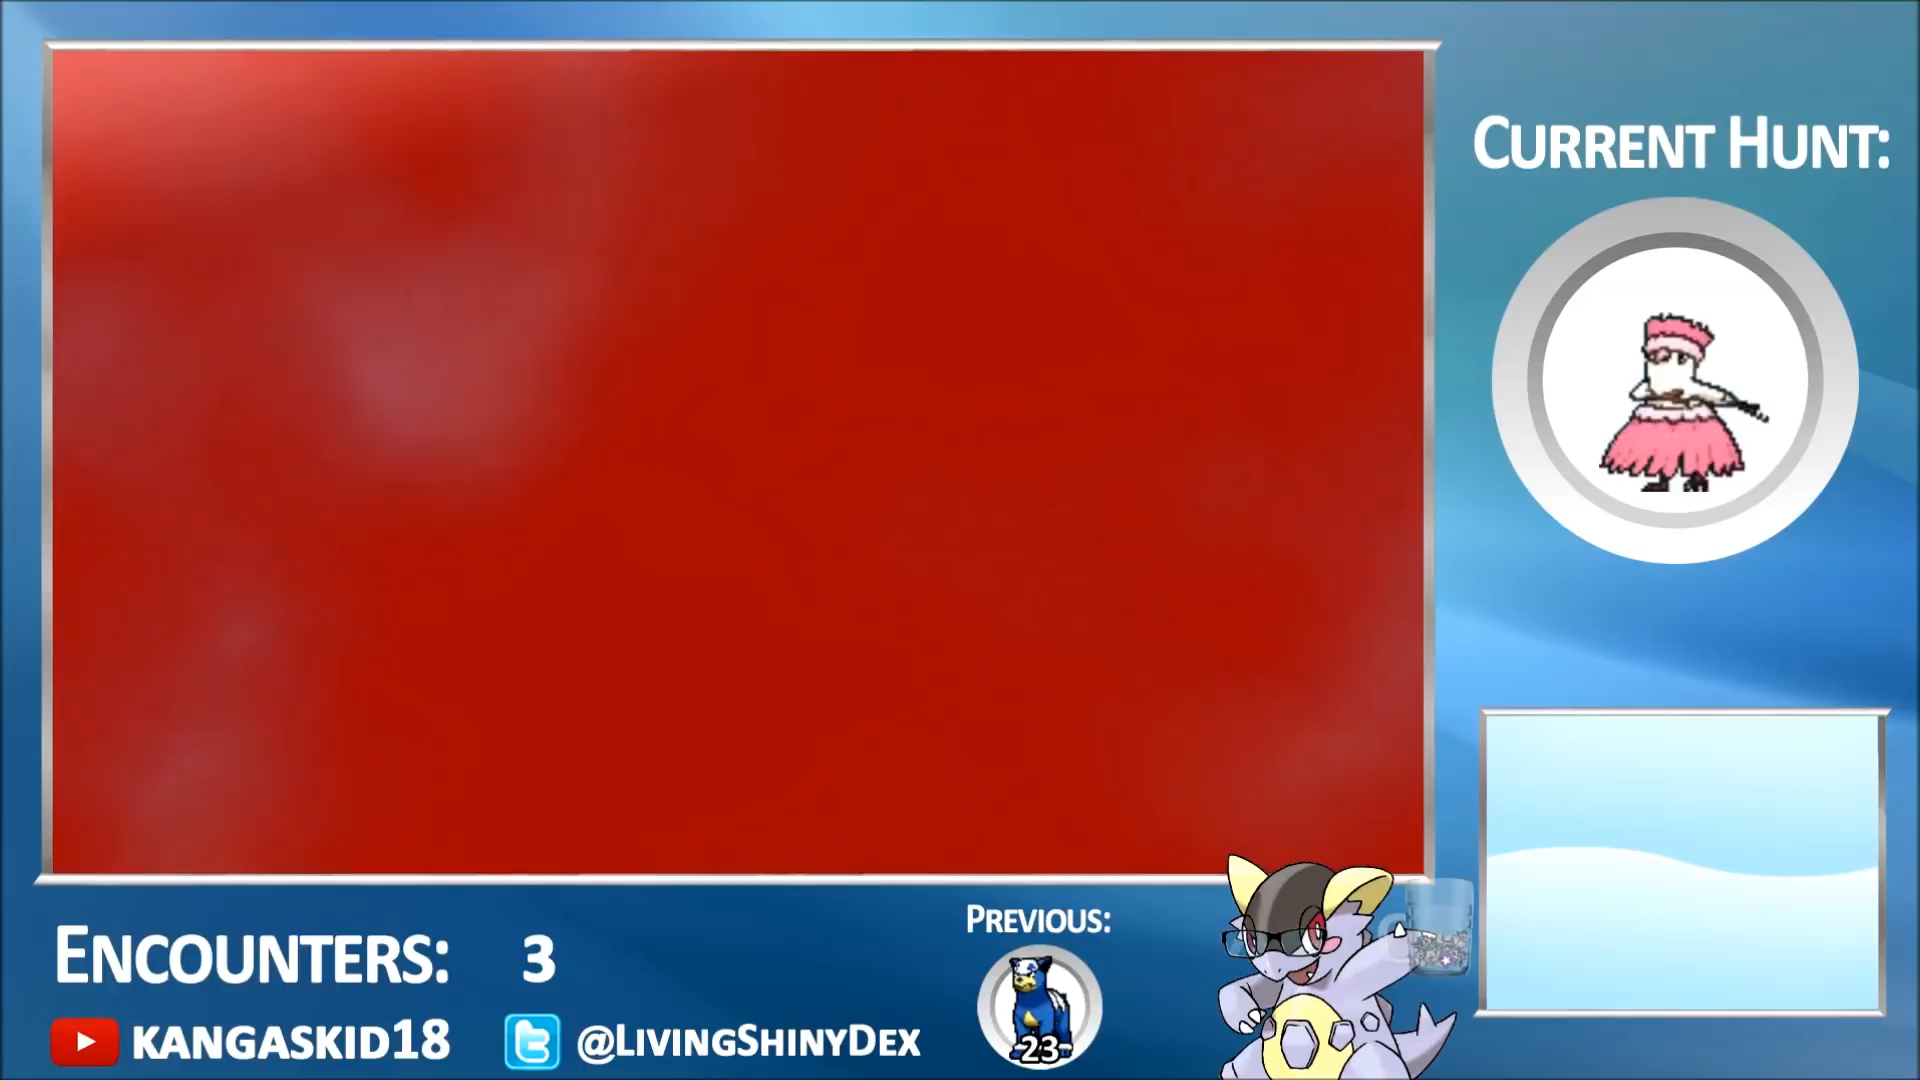 CURRENT HUNT:
ENCOUNTERS: 3
PREVIOUS:
23
KANGASKID18
@LIVINGSHINYDEX